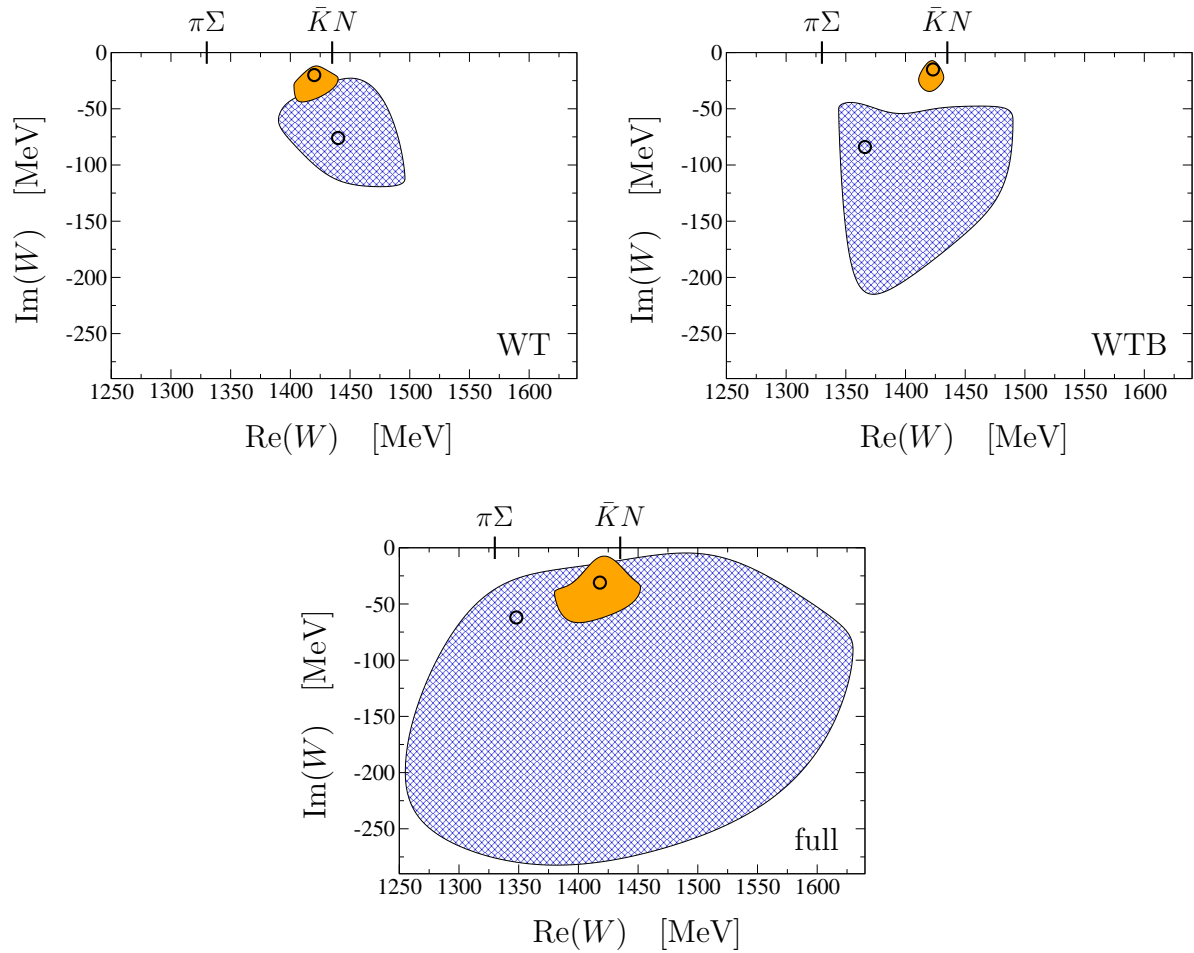 πΣ K̄N πΣ K̄N
0 0
-50 -50
-100 -100
-150 -150
-200 -200
-250 -250
Im(W) [MeV] Im(W) [MeV]
WT WTB
1250 1300 1350 1400 1450 1500 1550 1600 1250 1300 1350 1400 1450 1500 1550 1600
Re(W) [MeV] Re(W) [MeV]
πΣ K̄N
0
-50
-100
-150
-200
-250
Im(W) [MeV]
full
1250 1300 1350 1400 1450 1500 1550 1600
Re(W) [MeV]